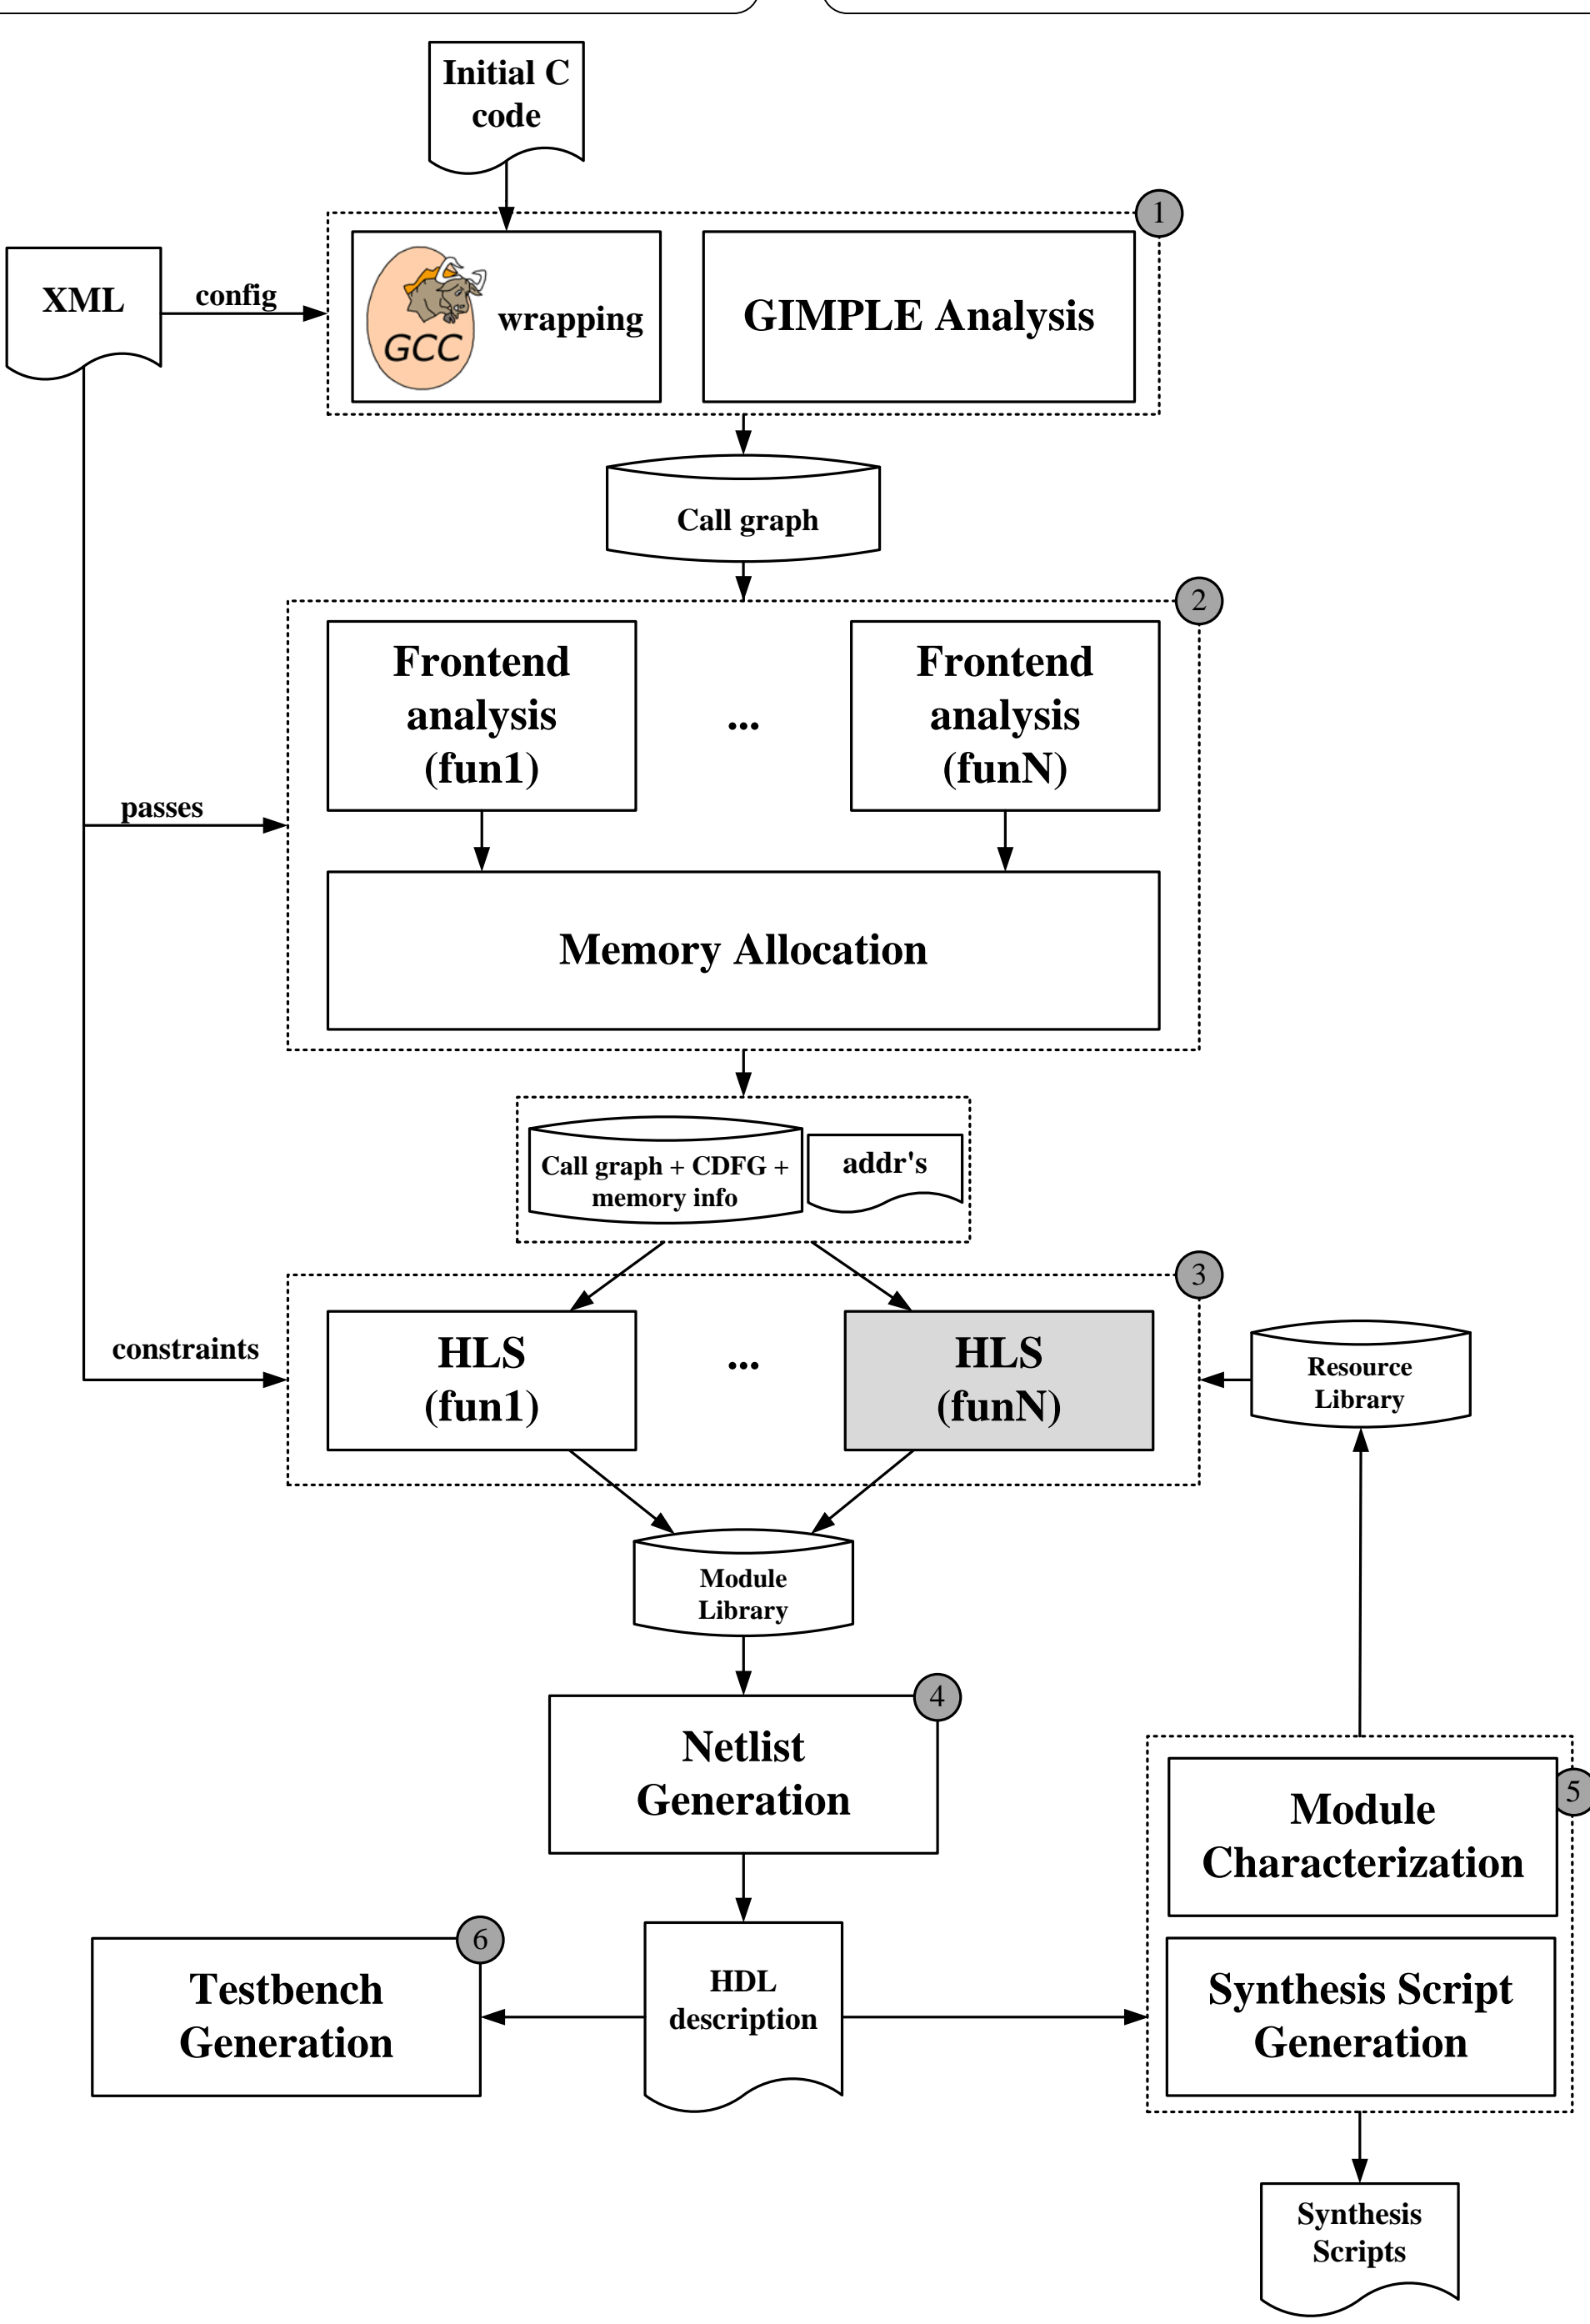 Initial C
code
1
XML
config
GCC
wrapping
GIMPLE Analysis
Call graph
2
Frontend
analysis
(fun1)
...
Frontend
analysis
(funN)
passes
Memory Allocation
Call graph + CDFG +
memory info
addr's
3
constraints
HLS
(fun1)
...
HLS
(funN)
Resource
Library
Module
Library
4
Netlist
Generation
5
Module
Characterization
6
Testbench
Generation
HDL
description
Synthesis Script
Generation
Synthesis
Scripts